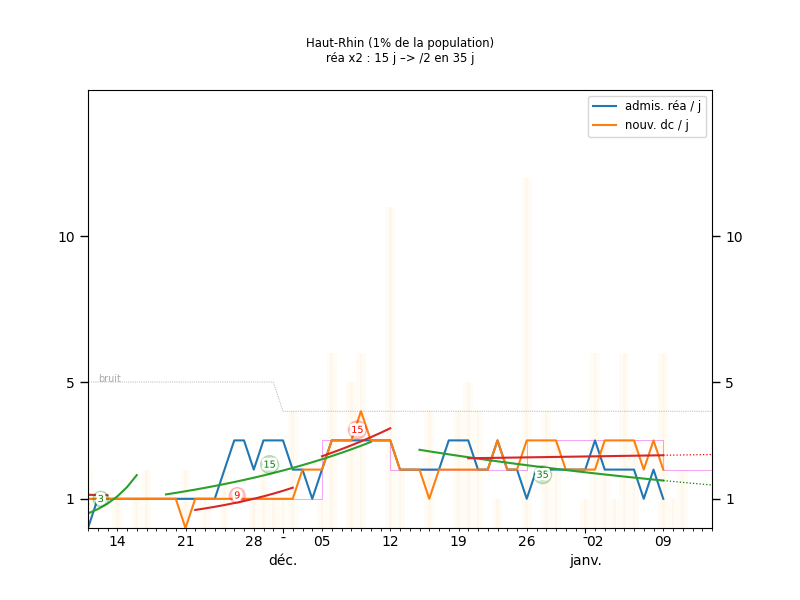 Haut-Rhin (1% de la population)
réa x2 : 15 j –> /2 en 35 j
admis. réa / j
nouv. dc / j
10
10
bruit
5
5
15
15
35
9
3
1
1
14
21
28
05
12
19
26
02
09
déc.
janv.